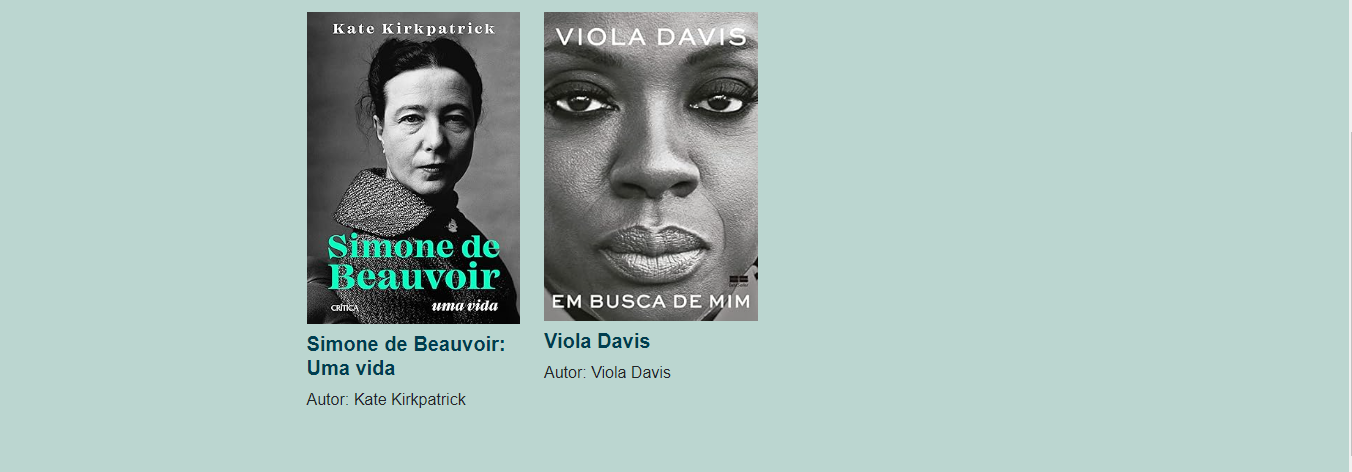 Kate Kirkpatrick
Simone de
Beauvoir
CRÍTICA
uma vida
Simone de Beauvoir:
Uma vida
Autor: Kate Kirkpatrick
VIOLA DAVIS
EM BUSCA DE MIM
Viola Davis
Autor: Viola Davis